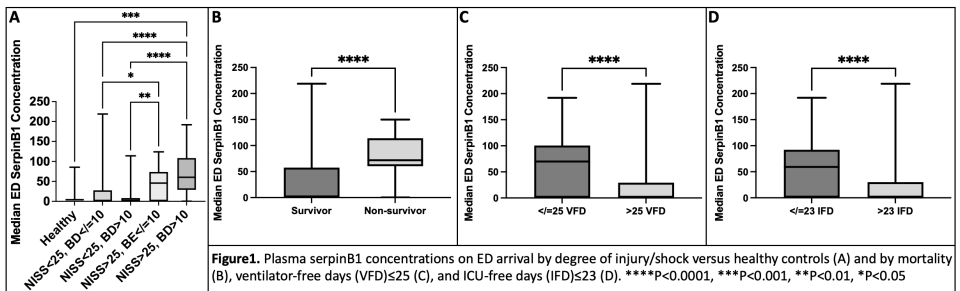 A
Median ED SerpinB1 Concentration
250
200
150
100
50
0
***
****
****
*
**
Healthy
NISS<25, BD</=10
NISS<25, BD>10
NISS>25, BE</=10
NISS>25, BD>10
B
Median ED SerpinB1 Concentration
250
200
150
100
50
0
****
Survivor
Non-survivor
C
Median ED SerpinB1 Concentration
250
200
150
100
50
0
****
</=25 VFD
>25 VFD
D
Median ED SerpinB1 Concentration
250
200
150
100
50
0
****
</=23 IFD
>23 IFD
Figure1. Plasma serpinB1 concentrations on ED arrival by degree of injury/shock versus healthy controls (A) and by mortality
(B), ventilator-free days (VFD)≤25 (C), and ICU-free days (IFD)≤23 (D). ****P<0.0001, ***P<0.001, **P<0.01, *P<0.05